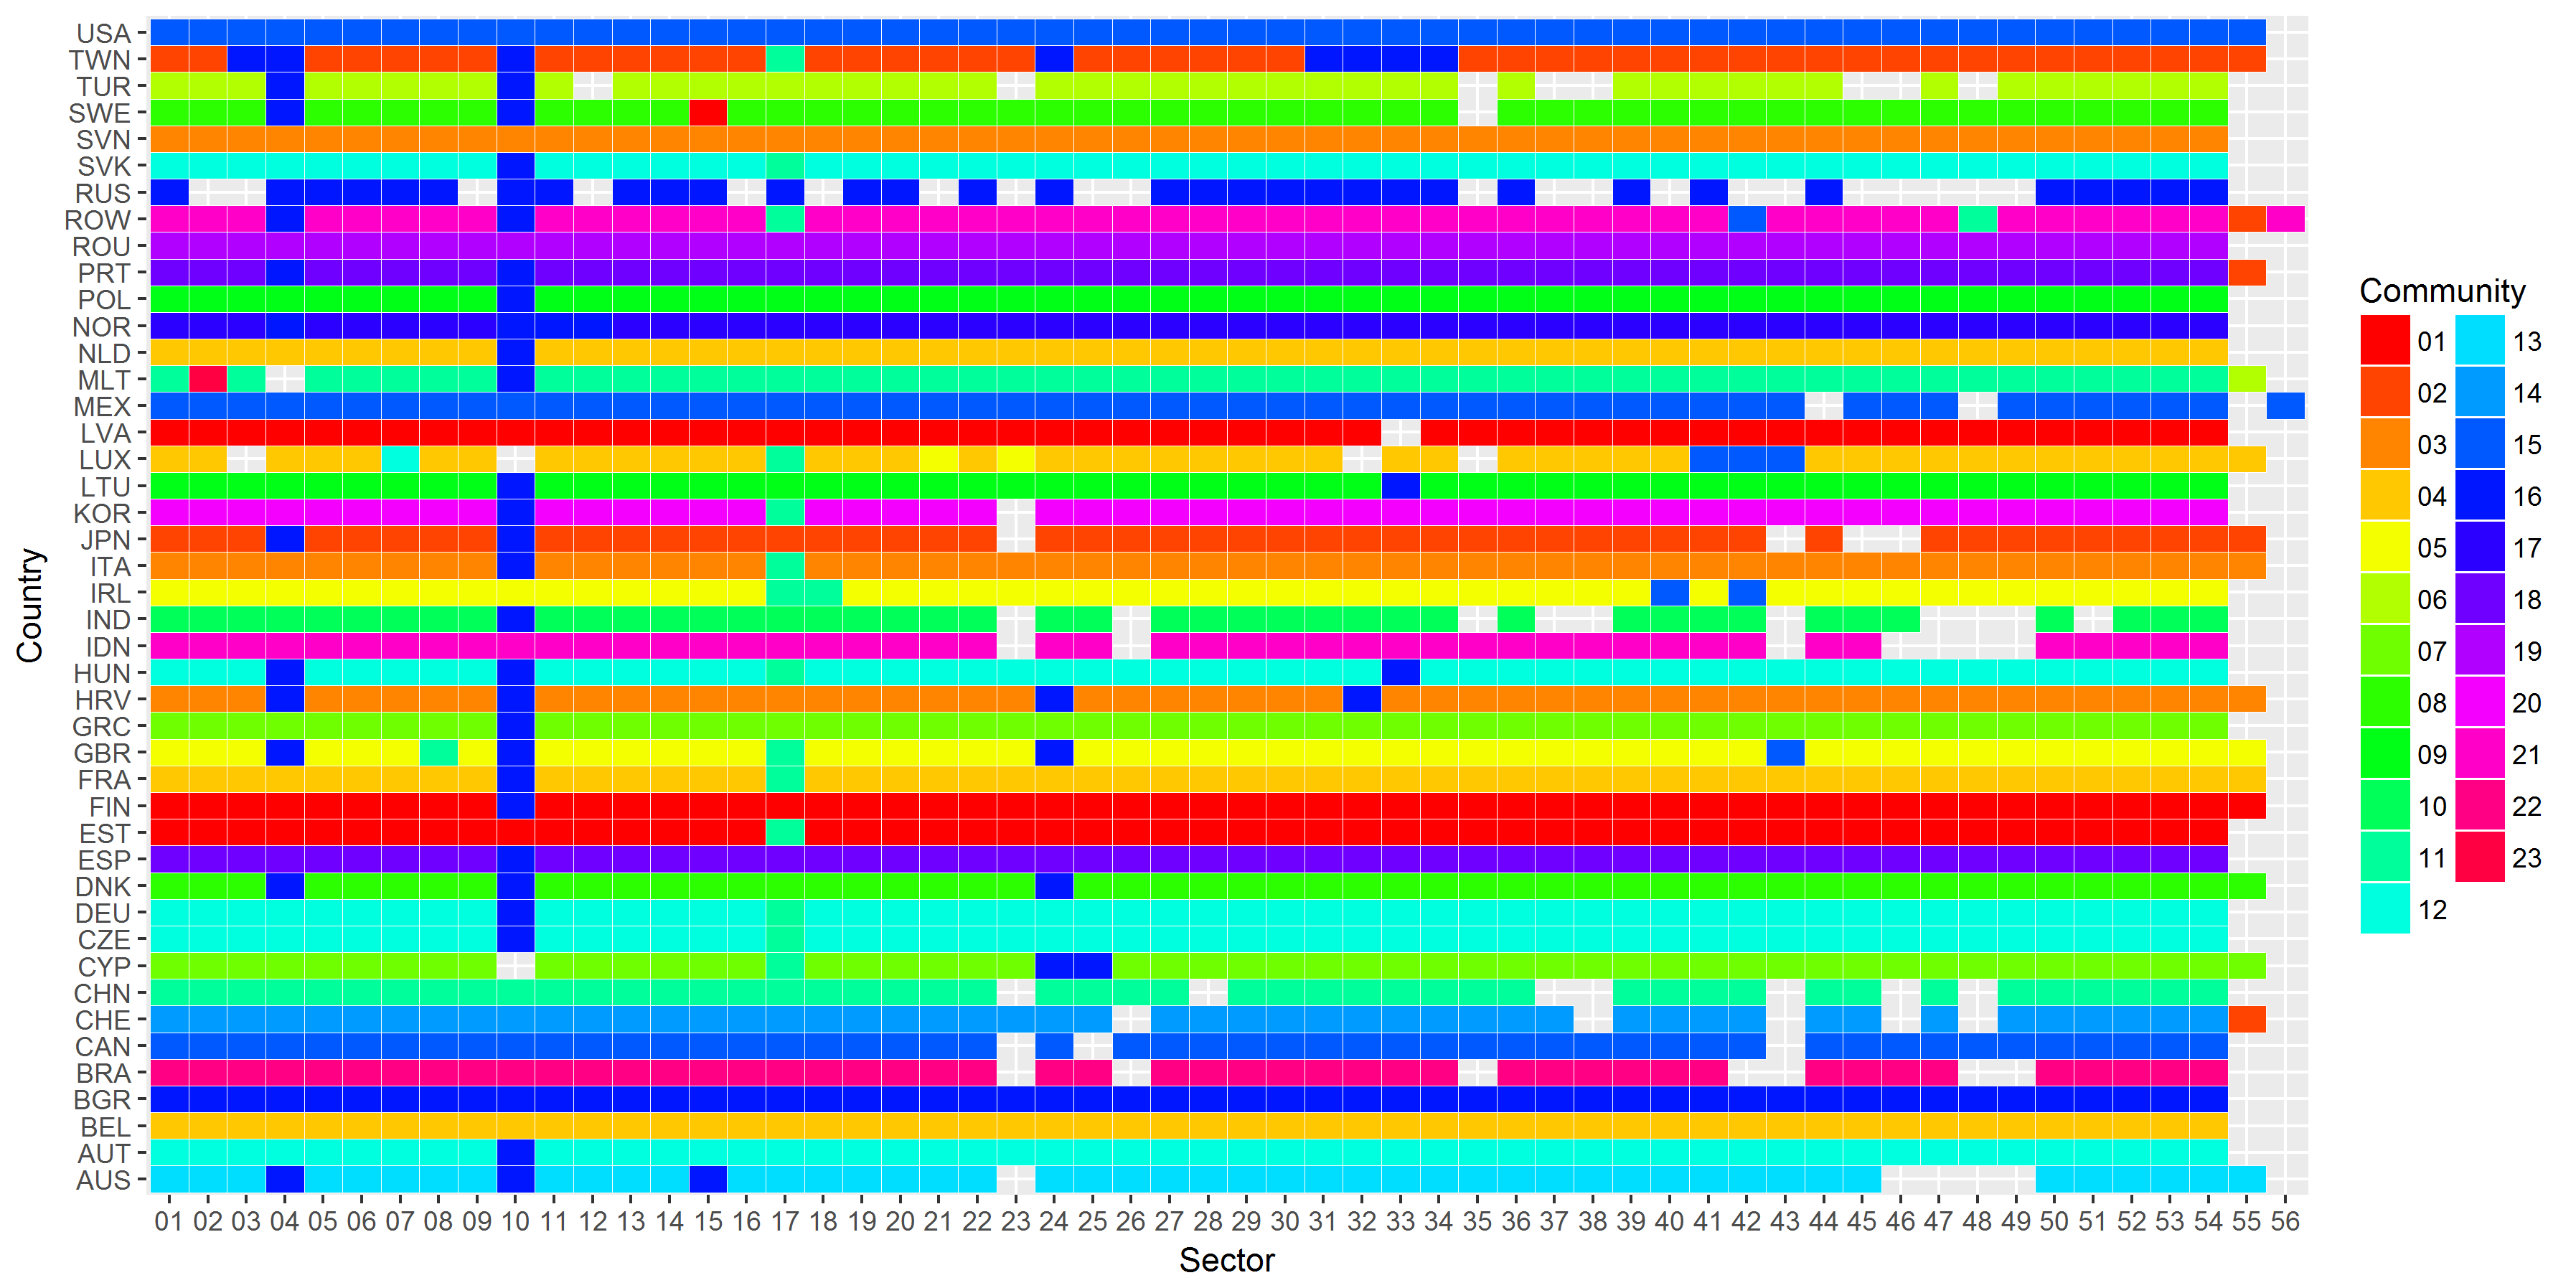 USA
TWN
TUR
SWE
SVN
SVK
RUS
ROW
ROU
PRT
POL
NOR
NLD
MLT
MEX
LVA
LUX
LTU
KOR
JPN
ITA
IRL
IND
IDN
HUN
HRV
GRC
GBR
FRA
FIN
EST
ESP
DNK
DEU
CZE
CYP
CHN
CHE
CAN
BRA
BGR
BEL
AUT
AUS
Country
01 02 03 04 05 06 07 08 09 10 11 12 13 14 15 16 17 18 19 20 21 22 23 24 25 26 27 28 29 30 31 32 33 34 35 36 37 38 39 40 41 42 43 44 45 46 47 48 49 50 51 52 53 54 55 56
Sector
Community
01 13
02 14
03 15
04 16
05 17
06 18
07 19
08 20
09 21
10 22
11 23
12